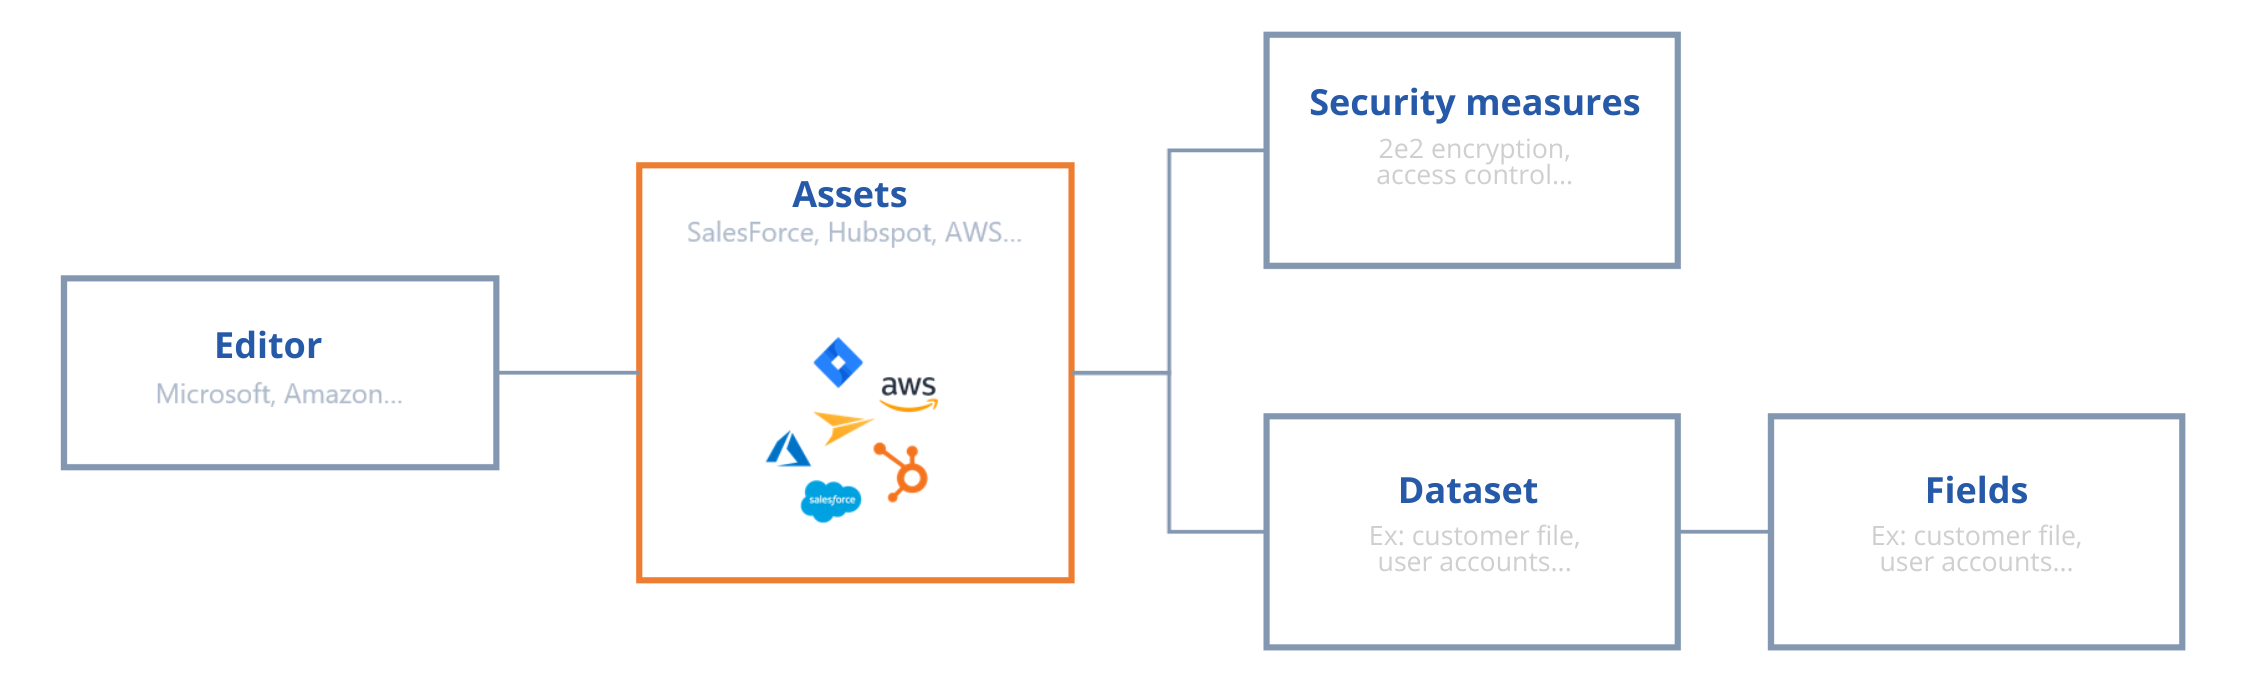 Editor
Microsoft, Amazon...
Assets
SalesForce, Hubspot, AWS...
aws
salesforce
Security measures
2e2 encryption,
access control...
Dataset
Ex: customer file,
user accounts...
Fields
Ex: customer file,
user accounts...